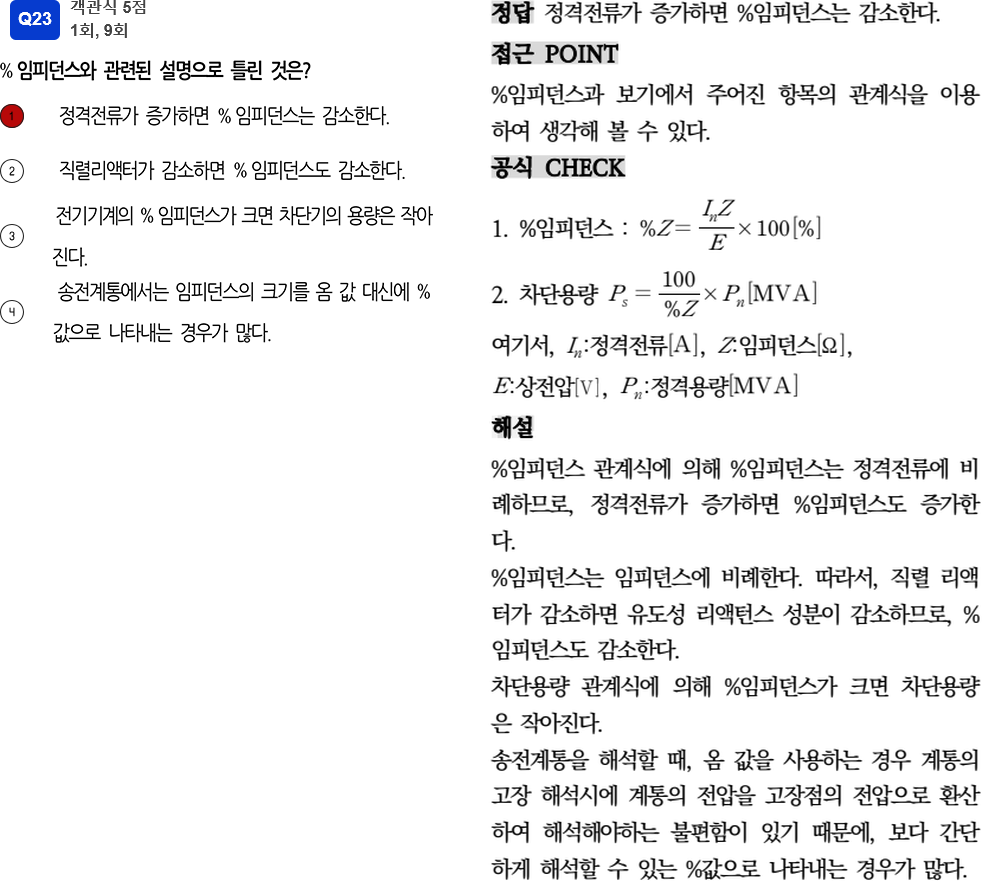 Q23
객관식 5점
1회, 9회
% 임피던스와 관련된 설명으로 틀린 것은?
1 정격전류가 증가하면 % 임피던스는 감소한다.
2 직렬리액터가 감소하면 % 임피던스도 감소한다.
3 전기기계의 % 임피던스가 크면 차단기의 용량은 작아
진다.
4 송전계통에서는 임피던스의 크기를 옴 값 대신에 %
값으로 나타내는 경우가 많다.
정답 정격전류가 증가하면 %임피던스는 감소한다.
접근 POINT
%임피던스과 보기에서 주어진 항목의 관계식을 이용
하여 생각해 볼 수 있다.
공식 CHECK
1. %임피던스 : %Z= InZ/E ×100[%]
2. 차단용량 Ps = 100/%Z × Pn[MVA]
여기서, In:정격전류[A], Z:임피던스[Ω],
E:상전압[V], Pn:정격용량[MVA]
해설
%임피던스 관계식에 의해 %임피던스는 정격전류에 비
례하므로, 정격전류가 증가하면 %임피던스도 증가한
다.
%임피던스는 임피던스에 비례한다. 따라서, 직렬 리액
터가 감소하면 유도성 리액턴스 성분이 감소하므로, %
임피던스도 감소한다.
차단용량 관계식에 의해 %임피던스가 크면 차단용량
은 작아진다.
송전계통을 해석할 때, 옴 값을 사용하는 경우 계통의
고장 해석시에 계통의 전압을 고장점의 전압으로 환산
하여 해석해야하는 불편함이 있기 때문에, 보다 간단
하게 해석할 수 있는 %값으로 나타내는 경우가 많다.